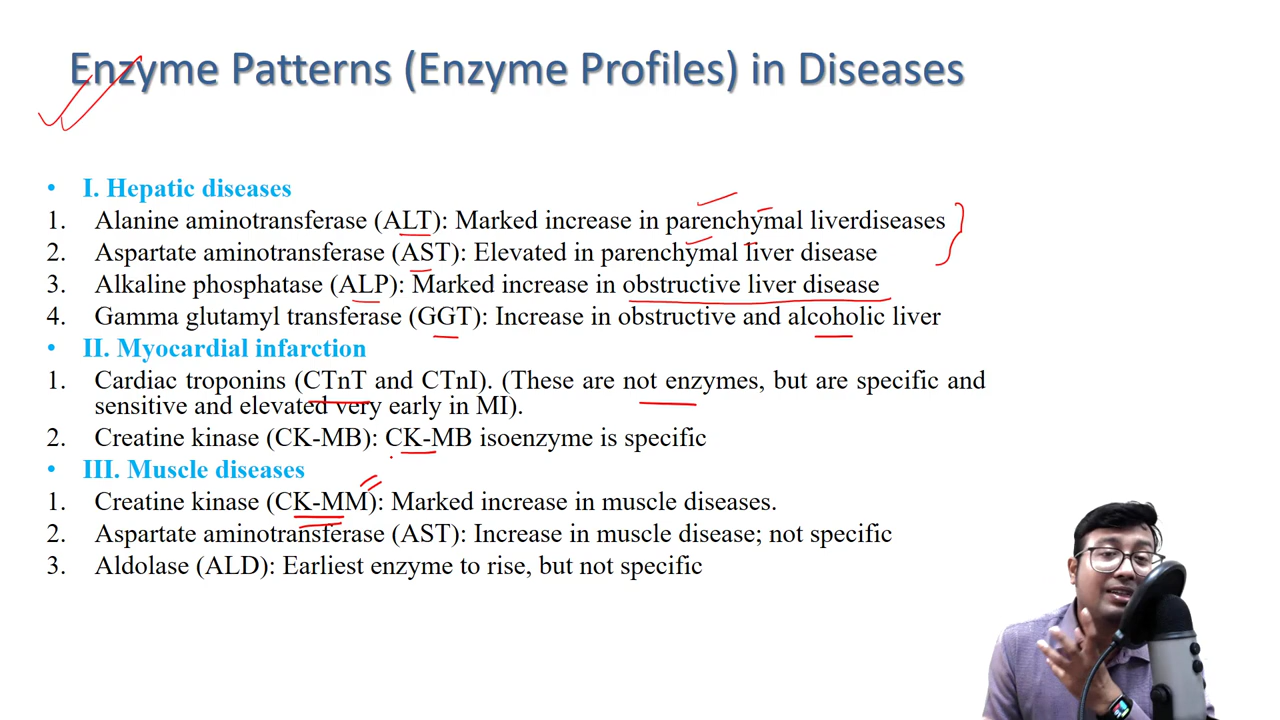 Enzyme Patterns (Enzyme Profiles) in Diseases
• I. Hepatic diseases
1. Alanine aminotransferase (ALT): Marked increase in parenchymal liverdiseases
2. Aspartate aminotransferase (AST): Elevated in parenchymal liver disease
3. Alkaline phosphatase (ALP): Marked increase in obstructive liver disease
4. Gamma glutamyl transferase (GGT): Increase in obstructive and alcoholic liver
• II. Myocardial infarction
1. Cardiac troponins (CTnT and CTnI). (These are not enzymes, but are specific and
sensitive and elevated very early in MI).
2. Creatine kinase (CK-MB): CK-MB isoenzyme is specific
• III. Muscle diseases
1. Creatine kinase (CK-MM): Marked increase in muscle diseases.
2. Aspartate aminotransferase (AST): Increase in muscle disease; not specific
3. Aldolase (ALD): Earliest enzyme to rise, but not specific